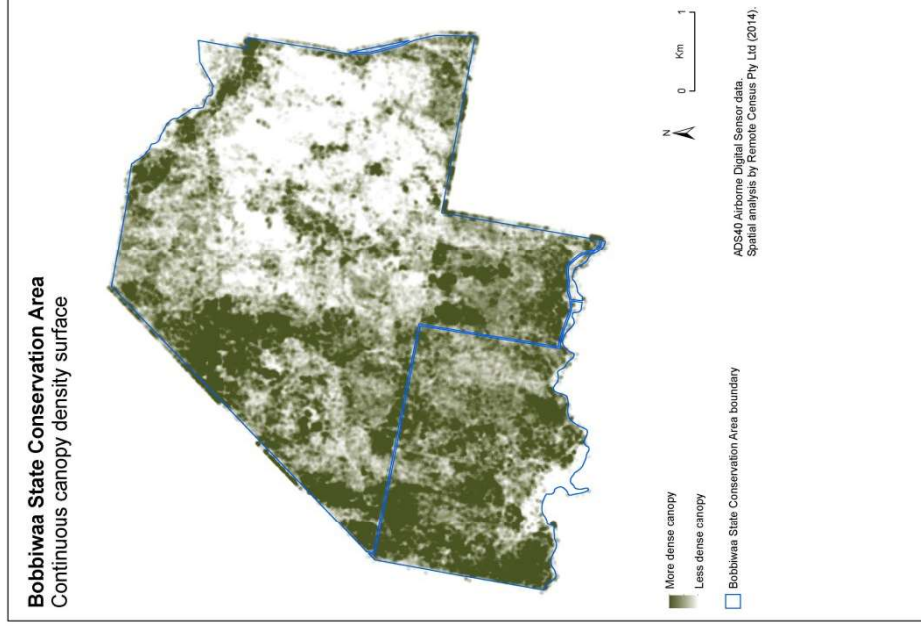 Bobbiwaa State Conservation Area
Continuous canopy density surface
More dense canopy
Less dense canopy
Bobbiwaa State Conservation Area boundary
N
0 Km 1
ADS40 Airborne Digital Sensor data.
Spatial analysis by Remote Census Pty Ltd (2014).